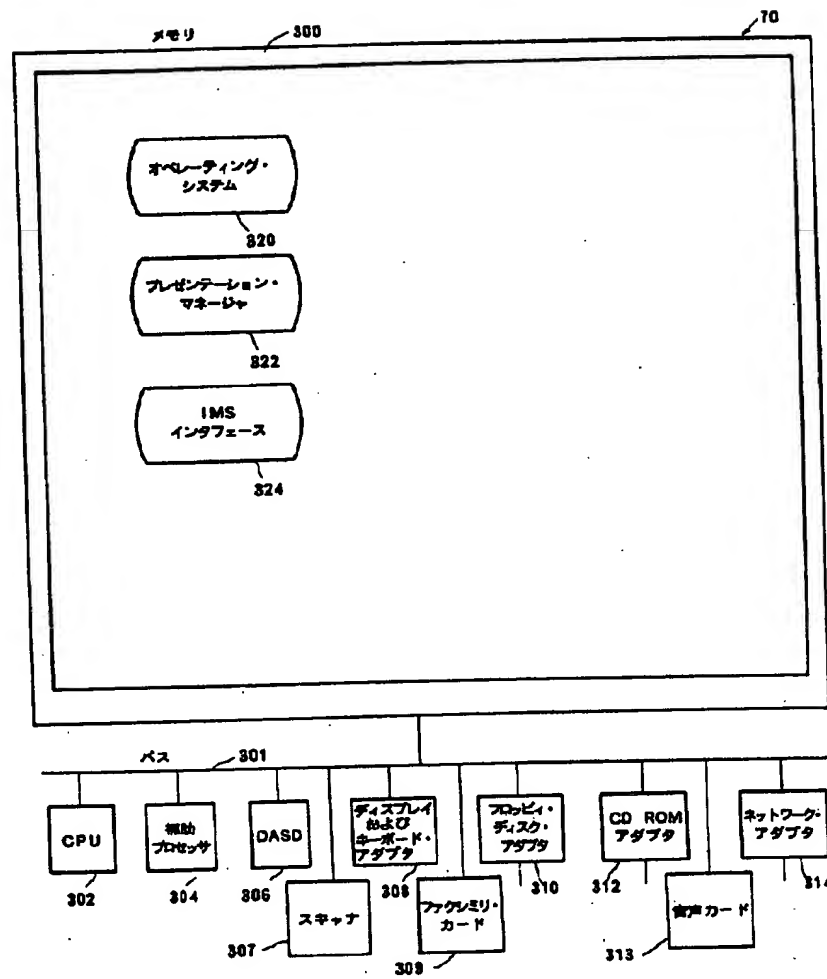 メモリ
300
70
オペレーティング・
システム
320
プレゼンテーション・
マネージャ
322
IMS
インタフェース
324
バス
301
CPU
302
補助
プロセッサ
304
DASD
306
スキャナ
307
ディスプレイ
および
キーボード・
アダプタ
308
ファクシミリ・
カード
309
フロッピィ・
ディスク・
アダプタ
310
CD ROM
アダプタ
312
音声カード
313
ネットワーク・
アダプタ
314